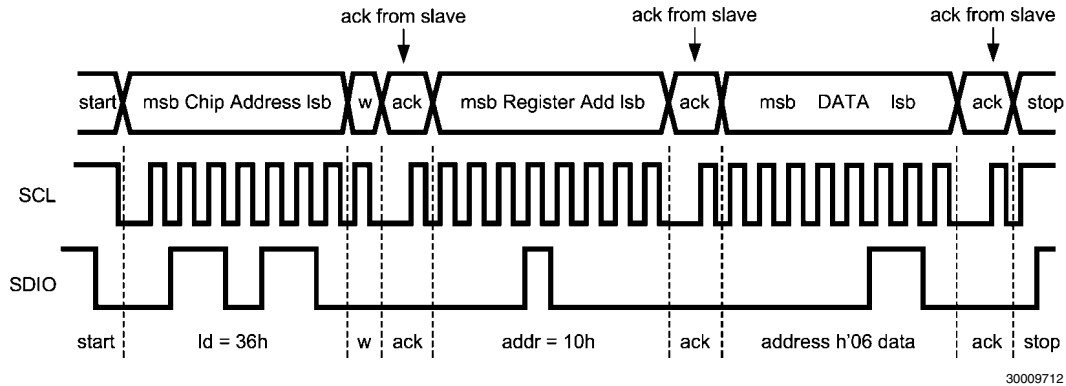 ack from slave ack from slave ack from slave
start msb Chip Address lsb w ack msb Register Add lsb ack msb DATA lsb ack stop
SCL
SDIO
start Id = 36h w ack addr = 10h ack address h'06 data ack stop
30009712